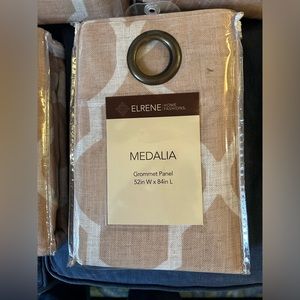 ELRENE HOME FASHIONS
MEDALIA
Grommet Panel
52in W x 84in L